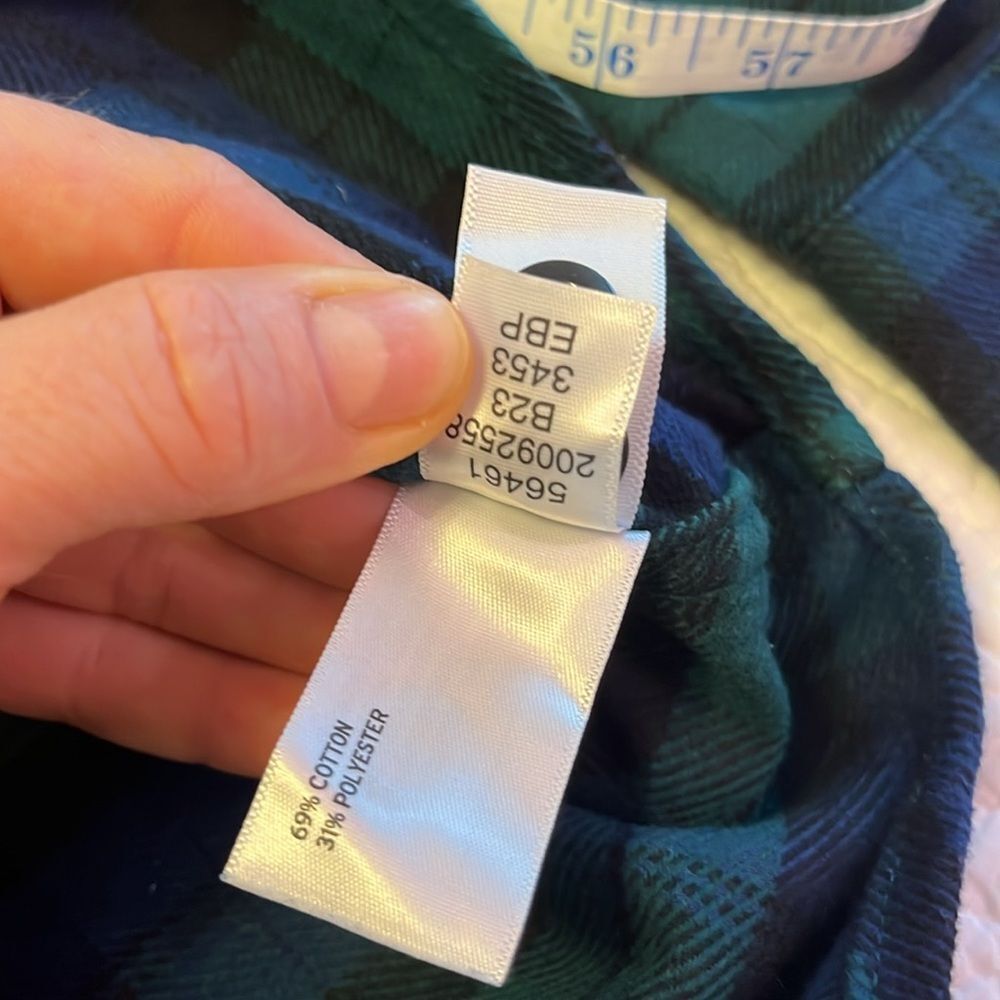 56 57
56461
20092558
B23
3453
EBP
69% COTTON
31% POLYESTER